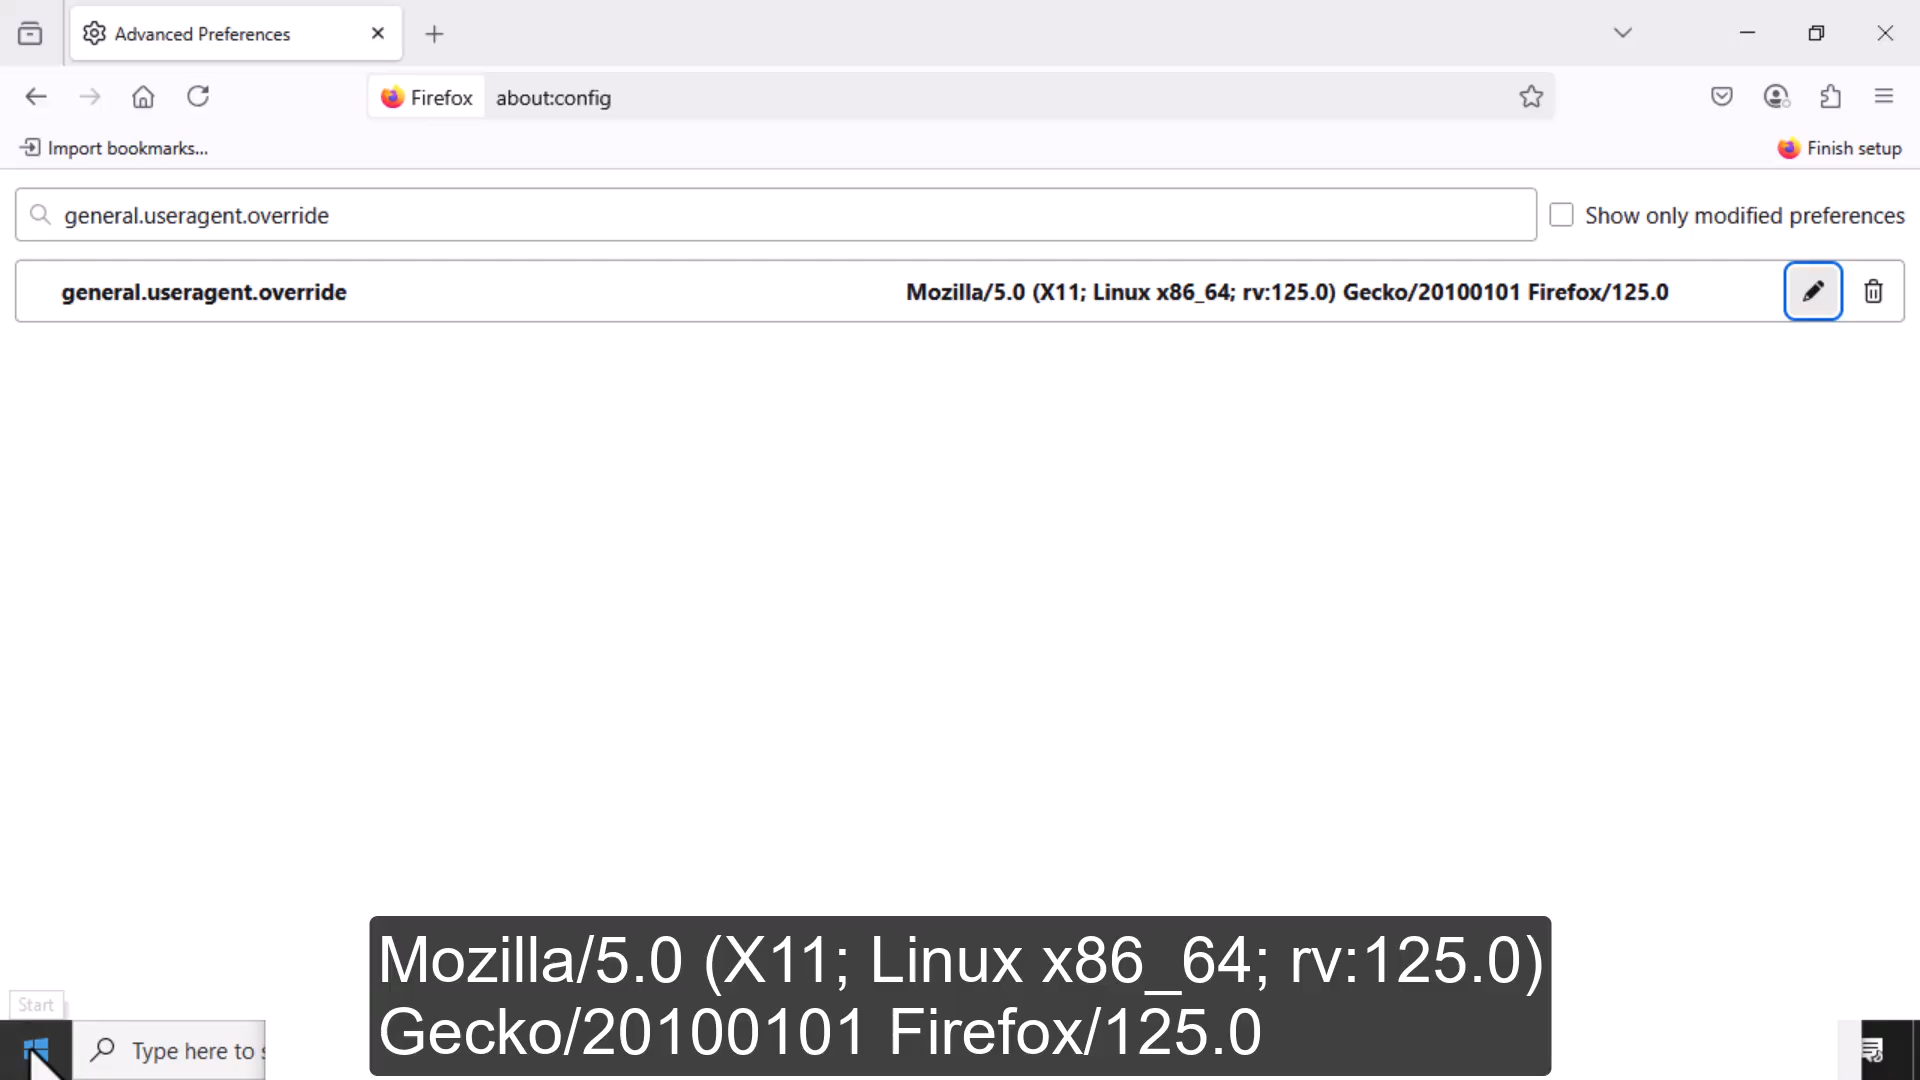 Advanced Preferences
Firefox about:config
Import bookmarks...
Finish setup
general.useragent.override
Show only modified preferences
general.useragent.override Mozilla/5.0 (X11; Linux x86_64; rv:125.0) Gecko/20100101 Firefox/125.0
Mozilla/5.0 (X11; Linux x86_64; rv:125.0)
Gecko/20100101 Firefox/125.0
Start
Type here to